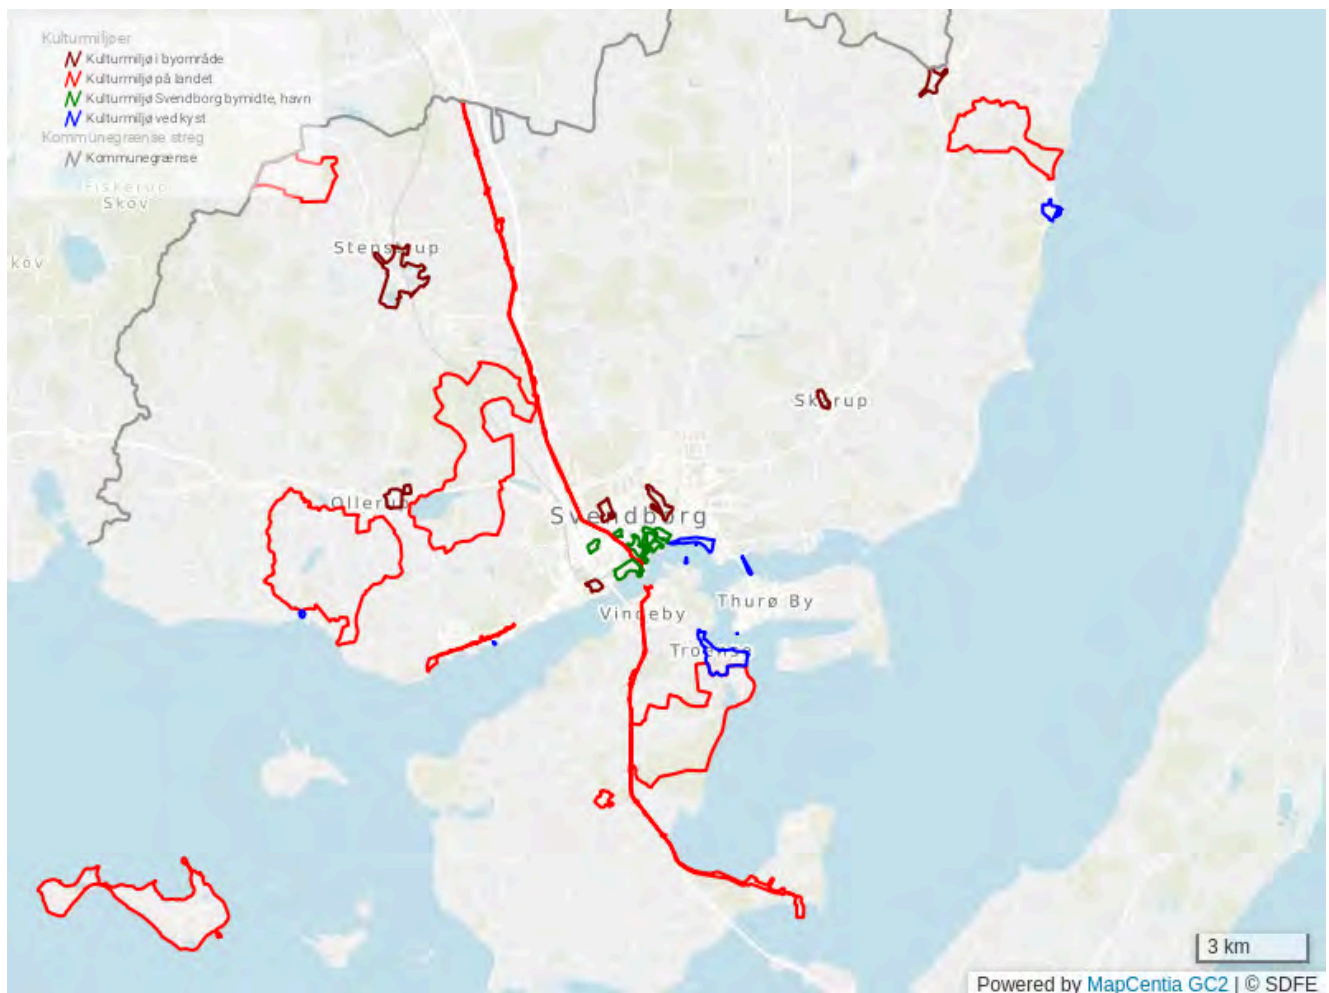 Kulturmiljøer
Kulturmiljø i byområde
Kulturmiljø på landet
Kulturmiljø Svendborg bymidte, havn
Kulturmiljø ved kyst
Kommunegrænse streg
Kommunegrænse
Fiskerup
Skov
Stenstrup
Skårup
Ollerup
Svendborg
Vindeby
Thurø By
Troense
3 km
Powered by MapCentia GC2 | © SDFE